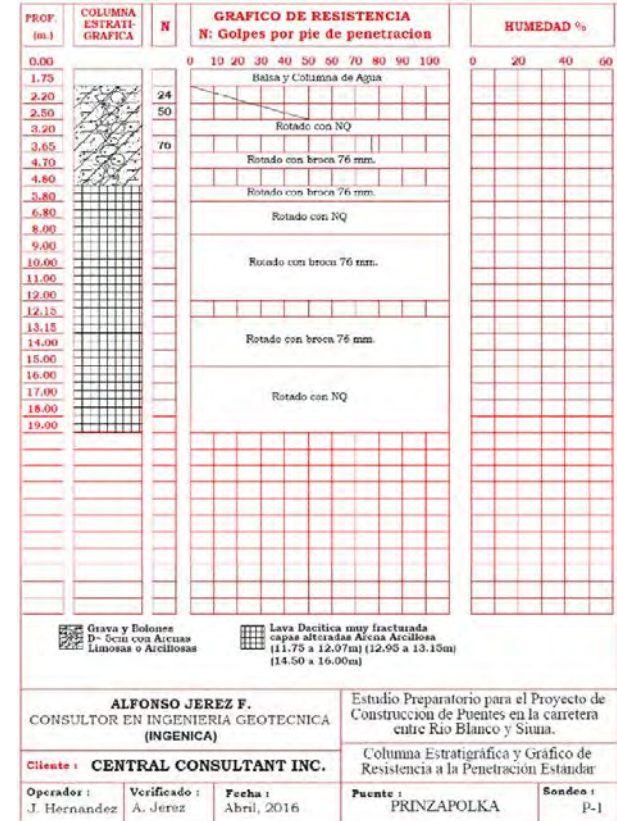 PROF. (m.)
COLUMNA ESTRATI-GRAFICA
N
GRAFICO DE RESISTENCIA
N: Golpes por pie de penetracion
HUMEDAD %
0 10 20 30 40 50 60 70 80 90 100
0 20 40 60
0.00
1.75 Balsa y Columna de Agua
2.20 24
2.50 50
3.20 Rotado con NQ
3.65 76
4.70 Rotado con broca 76 mm.
4.80
5.80 Rotado con broca 76 mm.
6.80
8.00 Rotado con NQ
9.00
10.00 Rotado con broca 76 mm.
11.00
12.00
12.15
13.15
14.00 Rotado con broca 76 mm.
15.00
16.00
17.00 Rotado con NQ
18.00
19.00
Grava y Bolones
D~ 5cm con Arenas
Limosas o Arcillosas
Lava Dacitica muy fracturada
capas alteradas Arena Arcillosa
(11.75 a 12.07m) (12.95 a 13.15m)
(14.50 a 16.00m)
ALFONSO JEREZ F.
CONSULTOR EN INGENIERIA GEOTECNICA
(INGENICA)
Estudio Preparatorio para el Proyecto de
Construccion de Puentes en la carretera
entre Rio Blanco y Siuna.
Cliente : CENTRAL CONSULTANT INC.
Columna Estratigráfica y Gráfico de
Resistencia a la Penetración Estándar
Operador :
J. Hernandez
Verificado :
A. Jerez
Fecha :
Abril, 2016
Puente :
PRINZAPOLKA
Sondeo :
P-1